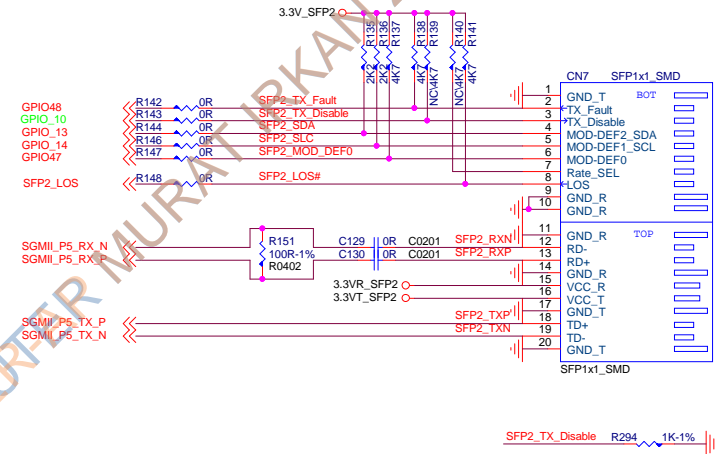 3.3V_SFP2
R135
R136
R137
R138
R139
R140
R141
2K2
2K2
4K7
4K7
NC\4K7
NC\4K7
4K7
CN7 SFP1x1_SMD
GPIO48 R142 0R SFP2_TX_Fault
GPIO_10 R143 0R SFP2_TX_Disable
GPIO_13 R144 0R SFP2_SDA
GPIO_14 R146 0R SFP2_SLC
GPIO47 R147 0R SFP2_MOD_DEF0
SFP2_LOS R148 0R SFP2_LOS#
1 GND_T BOT
2 TX_Fault
3 TX_Disable
4 MOD-DEF2_SDA
5 MOD-DEF1_SCL
6 MOD-DEF0
7 Rate_SEL
8 LOS
9 GND_R
10 GND_R
11 GND_R TOP
12 RD-
13 RD+
14 GND_R
15 VCC_R
16 VCC_T
17 GND_T
18 TD+
19 TD-
20 GND_T
SFP1x1_SMD
SGMII_P5_RX_N
SGMII_P5_RX_P
R151
100R-1%
R0402
C129 0R C0201 SFP2_RXN
C130 0R C0201 SFP2_RXP
3.3VR_SFP2
3.3VT_SFP2
SGMII_P5_TX_P SFP2_TXP
SGMII_P5_TX_N SFP2_TXN
SFP2_TX_Disable R294 1K-1%
MURAT IRKAN